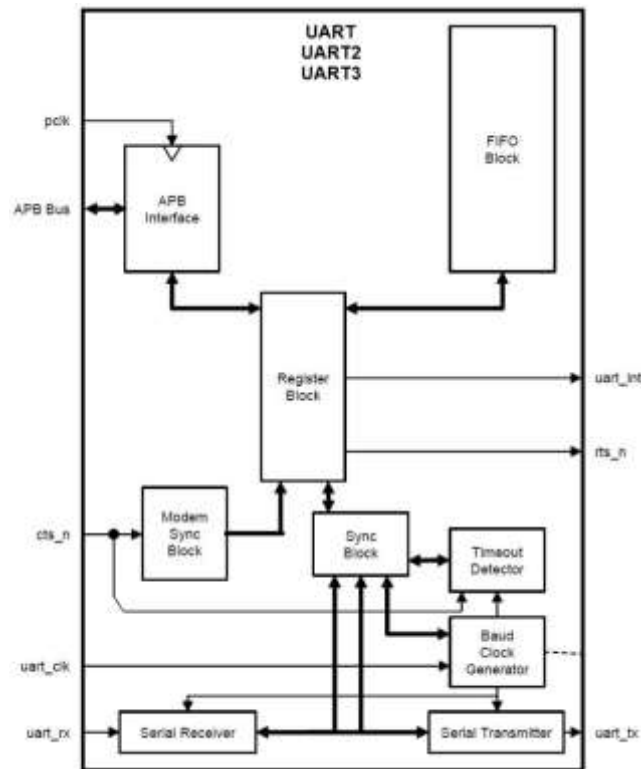 UART
UART2
UART3
pclk
FIFO
Block
APB
Interface
APB Bus
Register
Block
uart_int
rts_n
Modem
Sync
Block
cts_n
Sync
Block
Timeout
Detector
Baud
Clock
Generator
uart_clk
uart_rx
Serial Receiver
Serial Transmitter
uart_tx